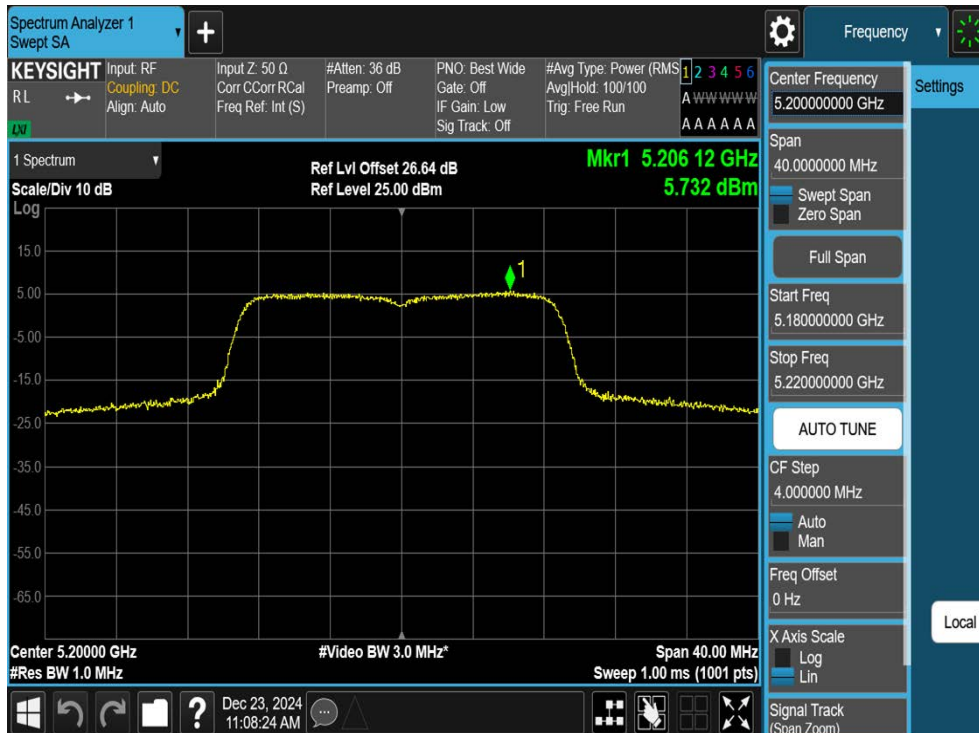 Spectrum Analyzer 1
Swept SA
+
Frequency
KEYSIGHT
R L
LXI
Input: RF
Coupling: DC
Align: Auto
Input Z: 50 Ω
Corr CCorr RCal
Freq Ref: Int (S)
#Atten: 36 dB
Preamp: Off
PNO: Best Wide
Gate: Off
IF Gain: Low
Sig Track: Off
#Avg Type: Power (RMS
Avg|Hold: 100/100
Trig: Free Run
1 2 3 4 5 6
A W W W W W
A A A A A A
1 Spectrum
Scale/Div 10 dB
Log
Ref Lvl Offset 26.64 dB
Ref Level 25.00 dBm
Mkr1 5.206 12 GHz
5.732 dBm
1
15.0
5.00
-5.00
-15.0
-25.0
-35.0
-45.0
-55.0
-65.0
Center 5.20000 GHz
#Res BW 1.0 MHz
#Video BW 3.0 MHz*
Span 40.00 MHz
Sweep 1.00 ms (1001 pts)
Center Frequency
5.200000000 GHz
Span
40.0000000 MHz
Swept Span
Zero Span
Full Span
Start Freq
5.180000000 GHz
Stop Freq
5.220000000 GHz
AUTO TUNE
CF Step
4.000000 MHz
Auto
Man
Freq Offset
0 Hz
X Axis Scale
Log
Lin
Signal Track
(Span Zoom)
Settings
Local
?
Dec 23, 2024
11:08:24 AM